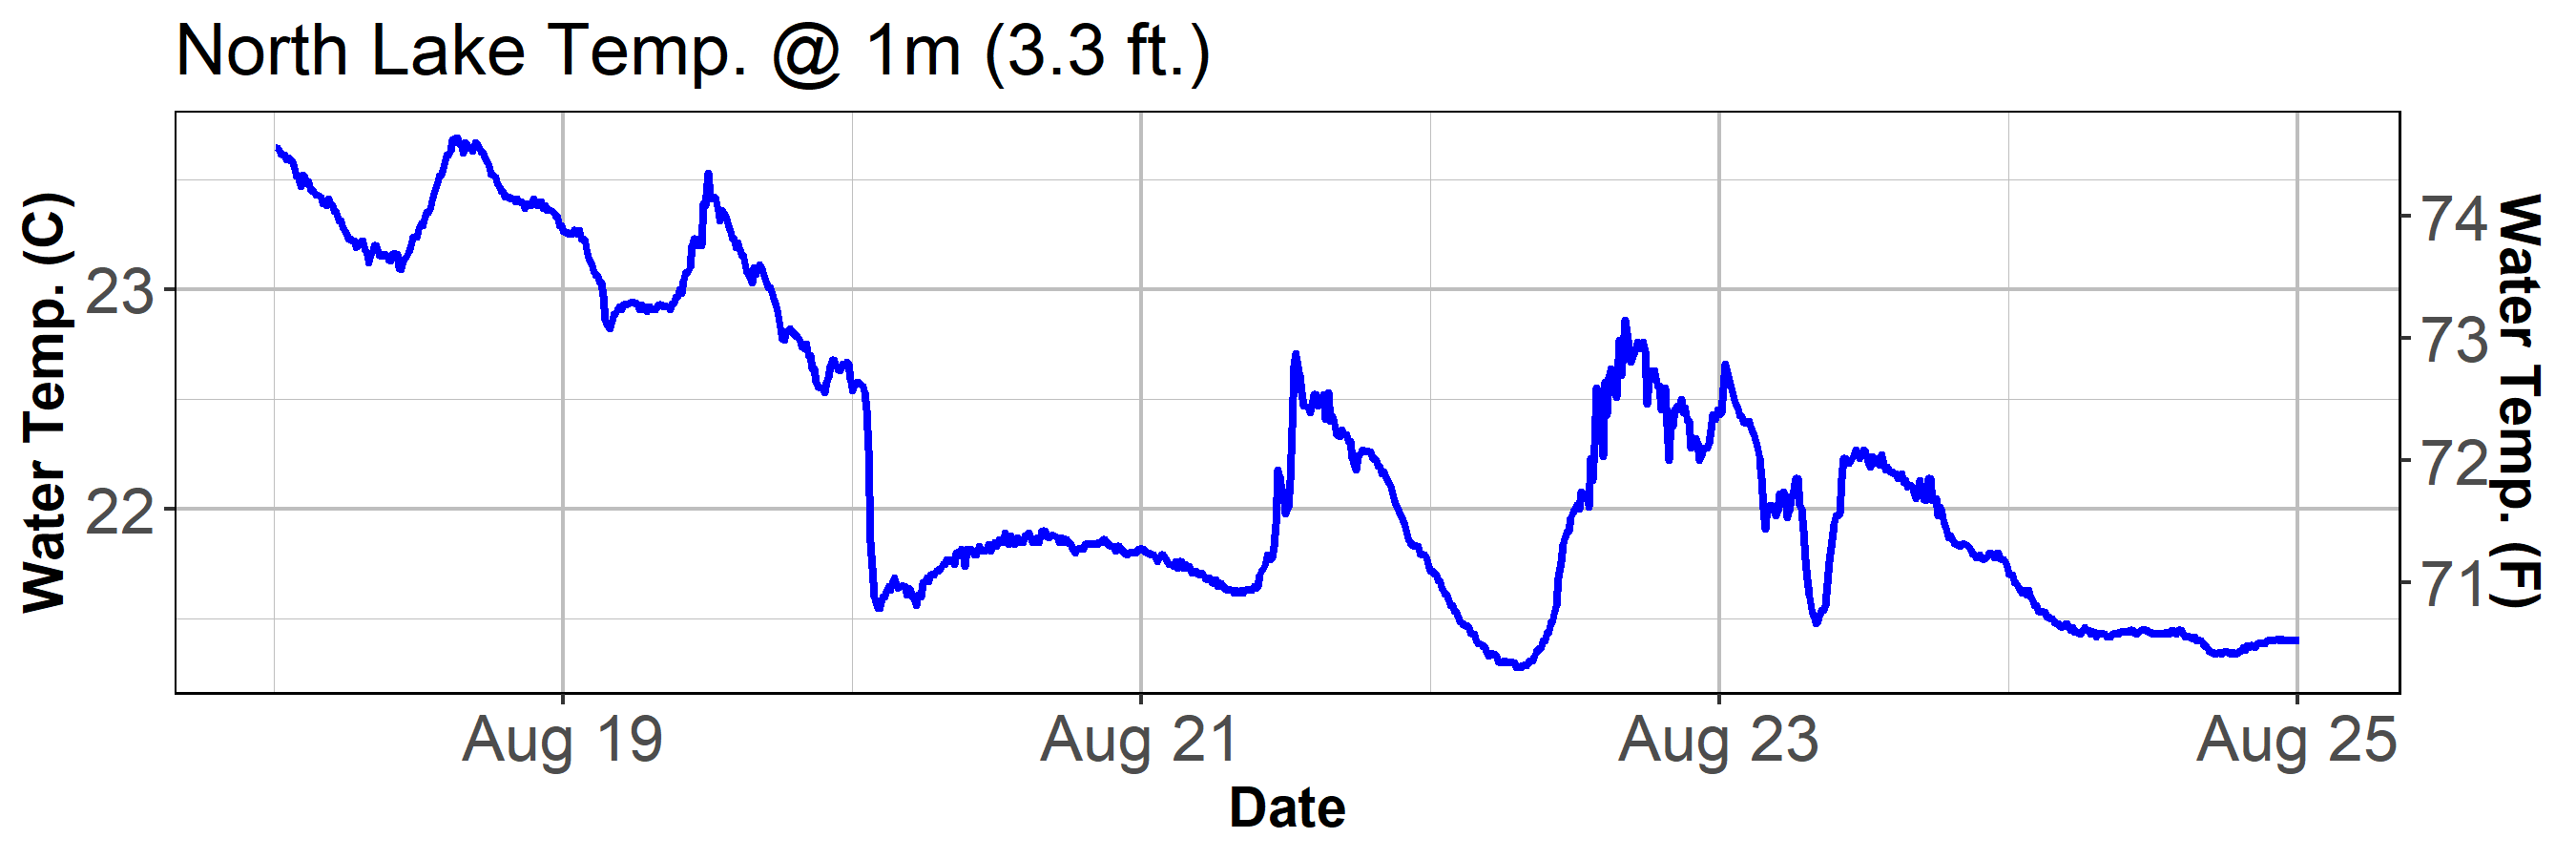 North Lake Temp. @ 1m (3.3 ft.)
Water Temp. (C)
23
22
74
73
72
71
Water Temp. (F)
Aug 19
Aug 21
Aug 23
Aug 25
Date